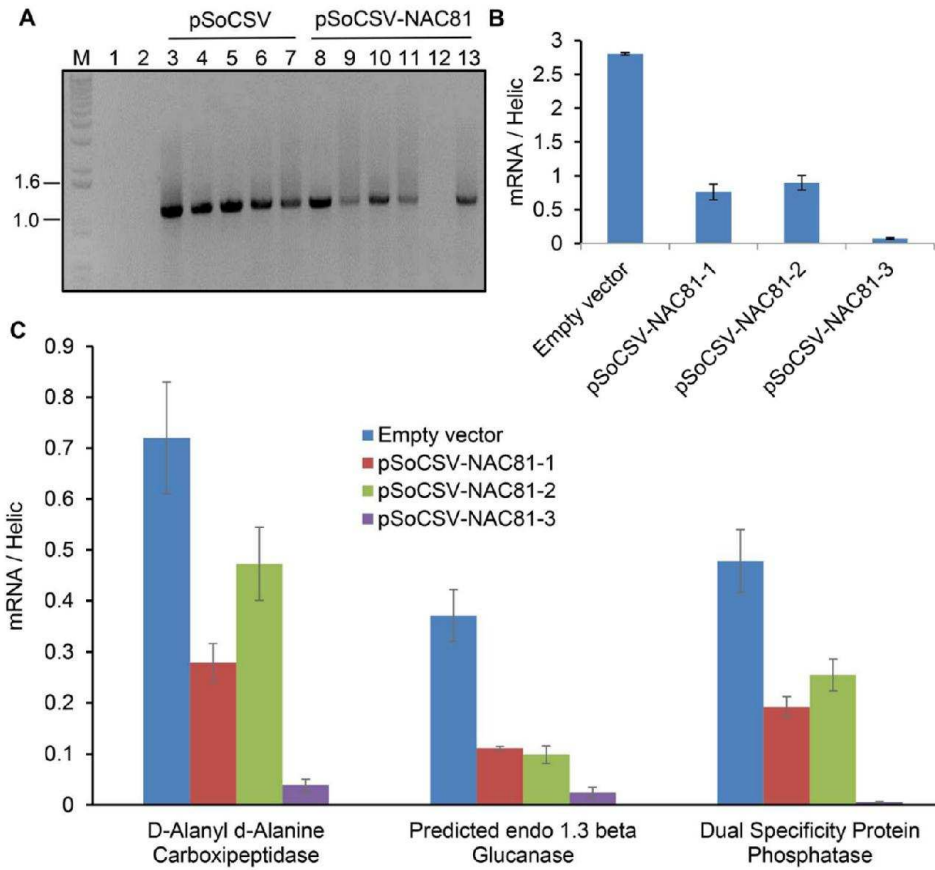 A
pSoCSV pSoCSV-NAC81
M 1 2 3 4 5 6 7 8 9 10 11 12 13
1.6
1.0
B
mRNA / Helic
3
2.5
2
1.5
1
0.5
0
Empty vector
pSoCSV-NAC81-1
pSoCSV-NAC81-2
pSoCSV-NAC81-3
C
mRNA / Helic
0.9
0.8
0.7
0.6
0.5
0.4
0.3
0.2
0.1
0
Empty vector
pSoCSV-NAC81-1
pSoCSV-NAC81-2
pSoCSV-NAC81-3
D-Alanyl d-Alanine
Carboxipeptidase
Predicted endo 1.3 beta
Glucanase
Dual Specificity Protein
Phosphatase